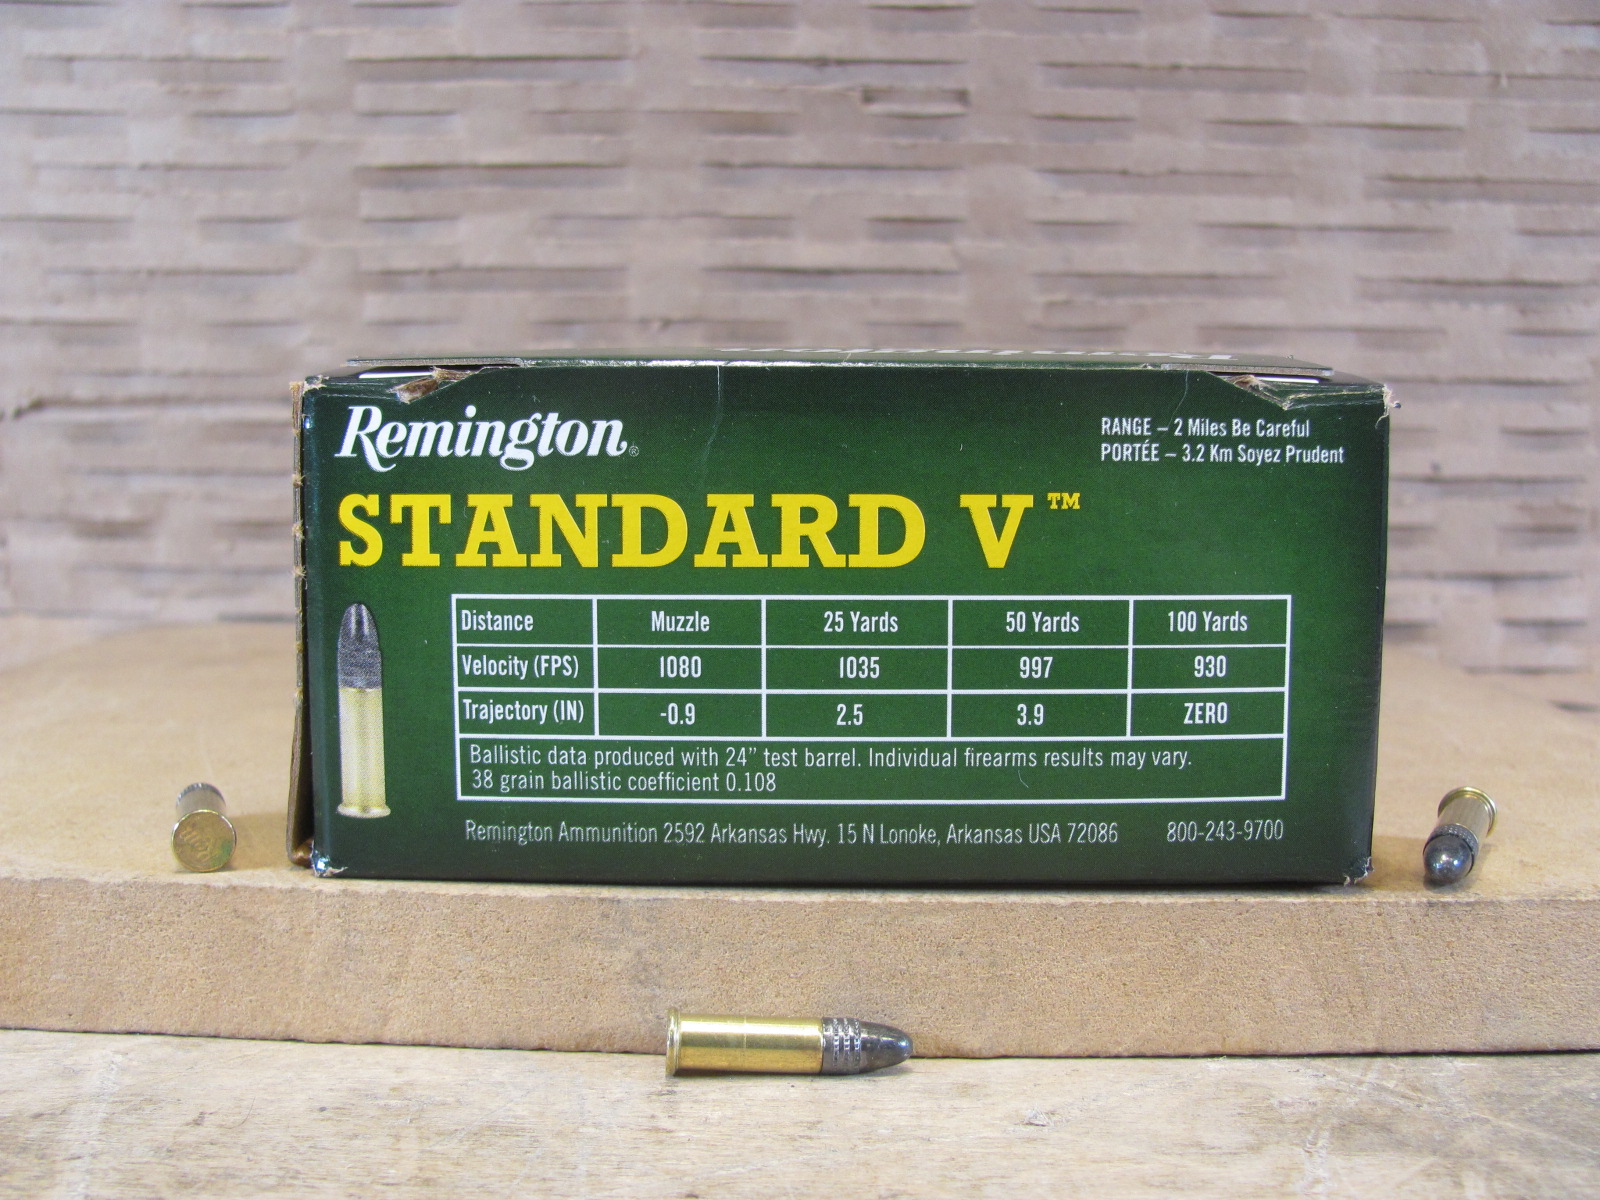 Remington®
RANGE – 2 Miles Be Careful
PORTÉE – 3.2 Km Soyez Prudent
STANDARD V™
Distance Muzzle 25 Yards 50 Yards 100 Yards
Velocity (FPS) 1080 1035 997 930
Trajectory (IN) -0.9 2.5 3.9 ZERO
Ballistic data produced with 24” test barrel. Individual firearms results may vary.
38 grain ballistic coefficient 0.108
Remington Ammunition 2592 Arkansas Hwy. 15 N Lonoke, Arkansas USA 72086 800-243-9700